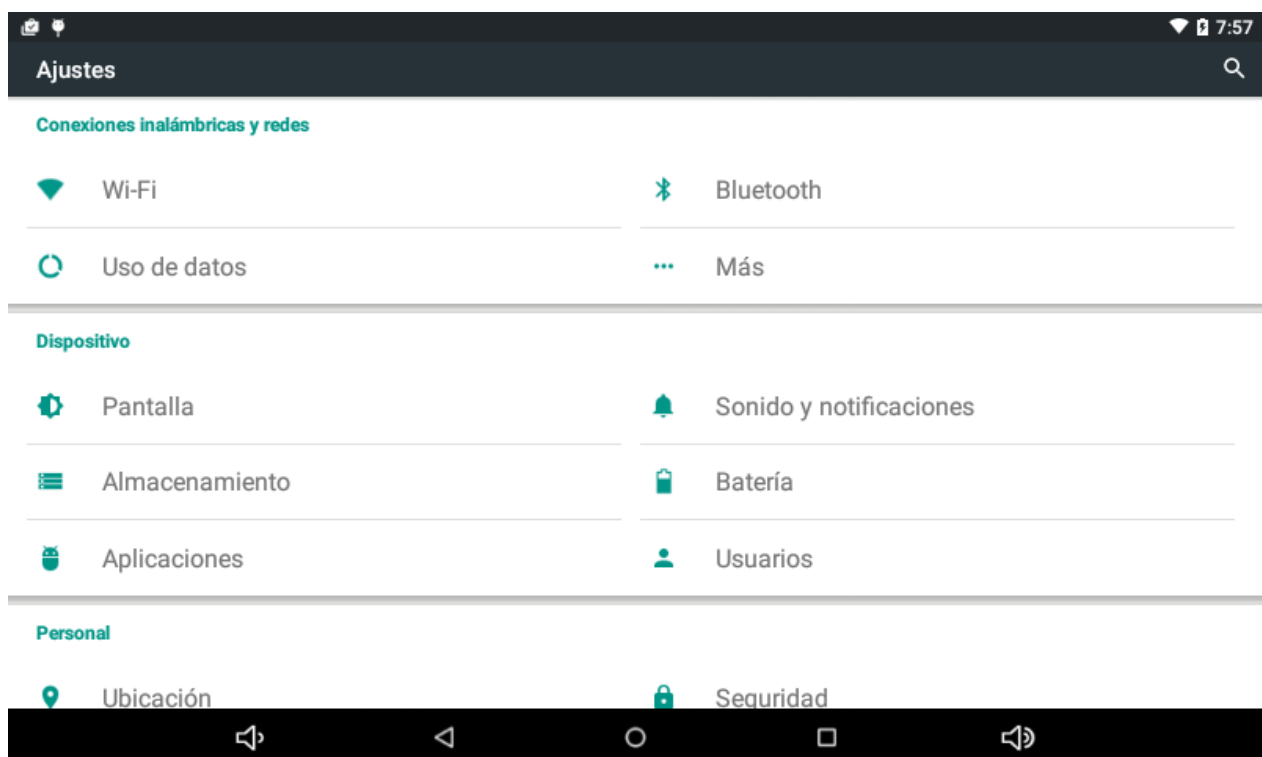 7:57
Ajustes
Conexiones inalámbricas y redes
Wi-Fi
Bluetooth
Uso de datos
Más
Dispositivo
Pantalla
Sonido y notificaciones
Almacenamiento
Batería
Aplicaciones
Usuarios
Personal
Ubicación
Seguridad